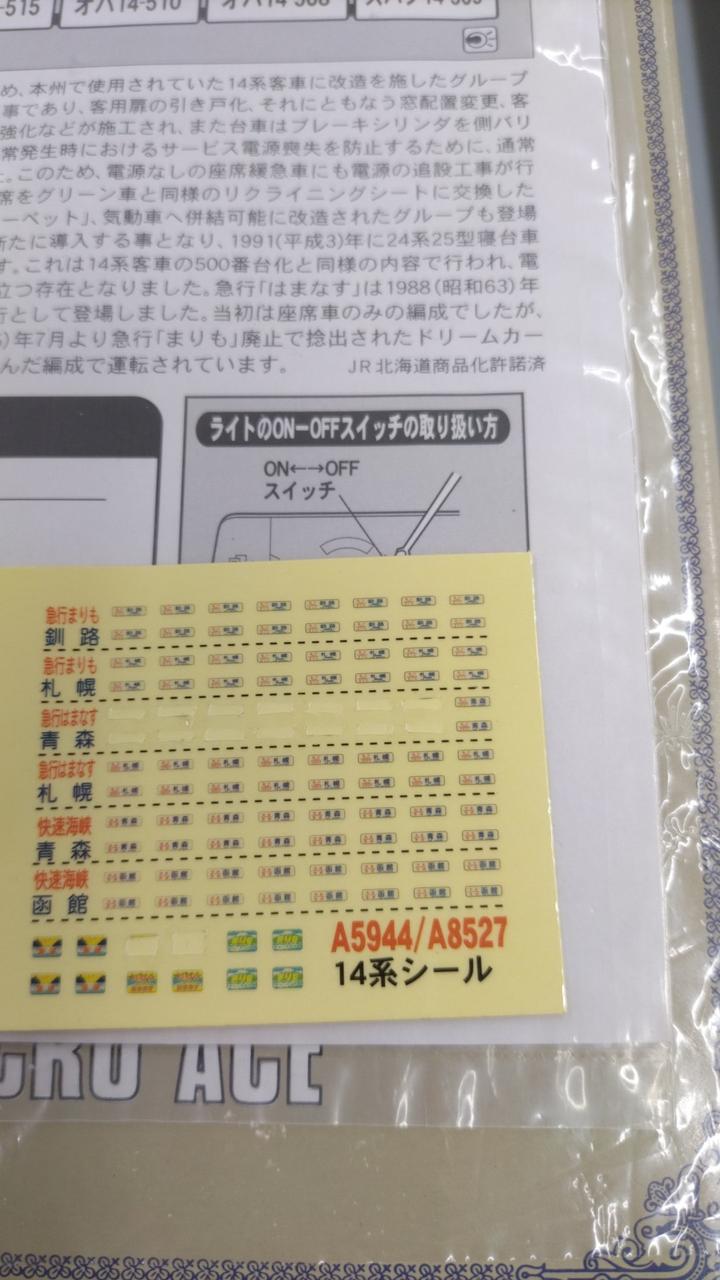 -515
オハ14-510
オハ14-508
め、本州で使用されていた14系客車に改造を施したグループ
事であり、客用扉の引き戸化、それにともなう窓配置変更、客
強化などが施工され、また台車はブレーキシリンダを側バリ
常発生時におけるサービス電源喪失を防止するために、通常
。このため、電源なしの座席緩急車にも電源の追設工事が行
席をグリーン車と同様のリクライニングシートに交換した
ーペット」、気動車へ併結可能に改造されたグループも登場
新たに導入する事となり、1991(平成3)年に24系25型寝台車
す。これは14系客車の500番台化と同様の内容で行われ、電
立つ存在となりました。急行「はまなす」は1988(昭和63)年
行として登場しました。当初は座席車のみの編成でしたが、
)年7月より急行「まりも」廃止で捻出されたドリームカー
んだ編成で運転されています。 JR北海道商品化許諾済
ライトのON-OFFスイッチの取り扱い方
ON←→OFF
スイッチ
急行まりも
釧路
急行まりも
札幌
急行はまなす
青森
急行はまなす
札幌
快速海峡
青森
快速海峡
函館
A5944/A8527
14系シール
CRO ACE